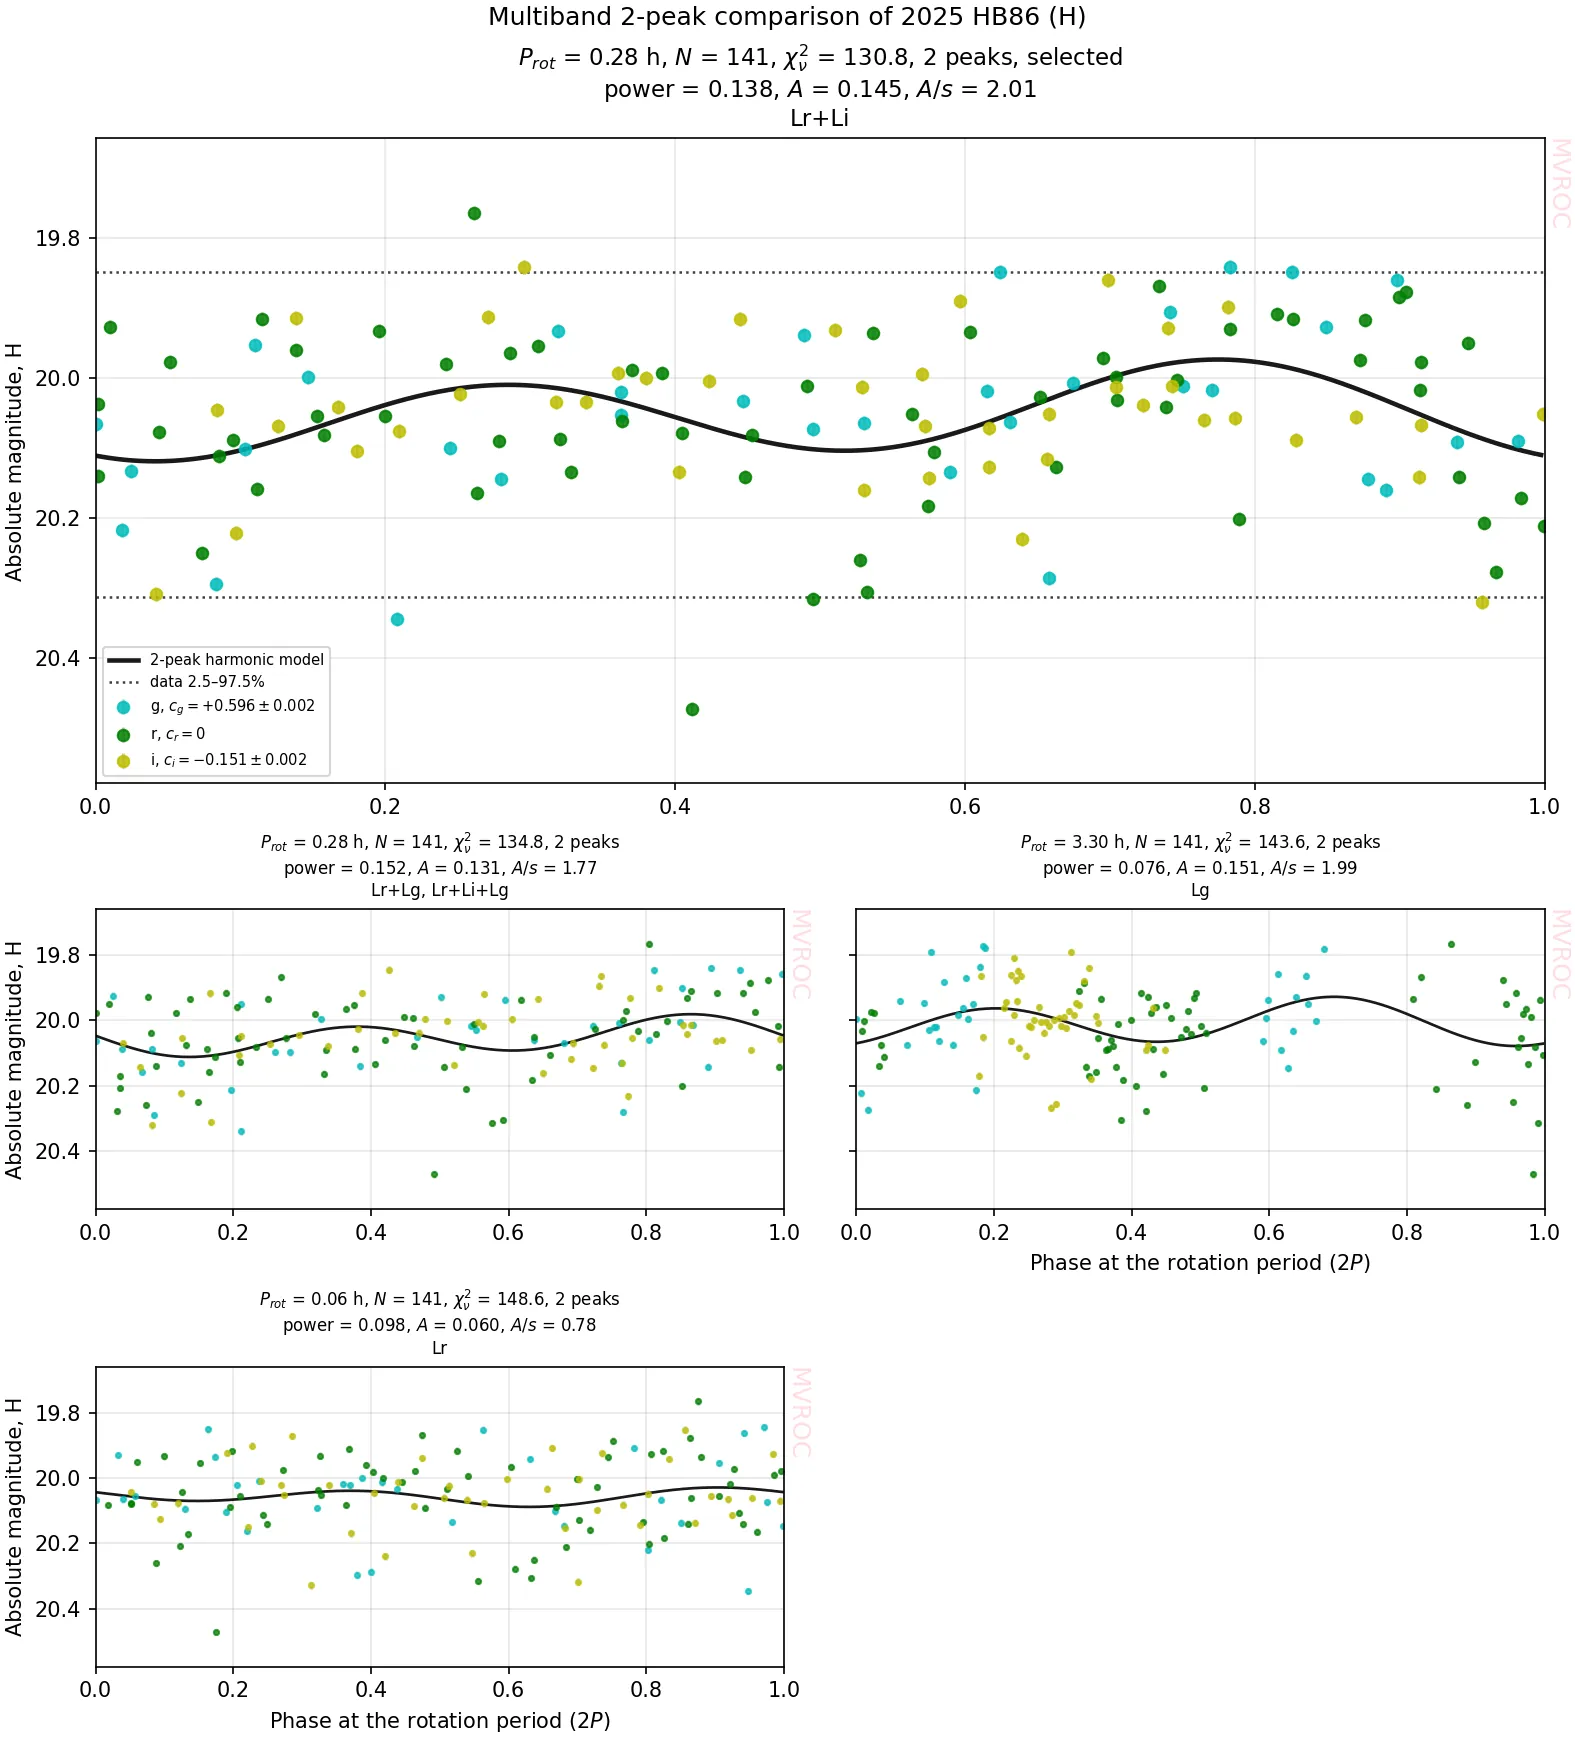 Multiband 2-peak comparison of 2025 HB86 (H)
P_rot = 0.28 h, N = 141, χ²_ν = 130.8, 2 peaks, selected
power = 0.138, A = 0.145, A/s = 2.01
Lr+Li
MVROC
19.8
20.0
20.2
20.4
Absolute magnitude, H
2-peak harmonic model
data 2.5–97.5%
g, c_g = +0.596 ± 0.002
r, c_r = 0
i, c_i = −0.151 ± 0.002
0.0 0.2 0.4 0.6 0.8 1.0
P_rot = 0.28 h, N = 141, χ²_ν = 134.8, 2 peaks
power = 0.152, A = 0.131, A/s = 1.77
Lr+Lg, Lr+Li+Lg
MVROC
19.8
20.0
20.2
20.4
Absolute magnitude, H
0.0 0.2 0.4 0.6 0.8 1.0
P_rot = 3.30 h, N = 141, χ²_ν = 143.6, 2 peaks
power = 0.076, A = 0.151, A/s = 1.99
Lg
MVROC
0.0 0.2 0.4 0.6 0.8 1.0
Phase at the rotation period (2P)
P_rot = 0.06 h, N = 141, χ²_ν = 148.6, 2 peaks
power = 0.098, A = 0.060, A/s = 0.78
Lr
MVROC
19.8
20.0
20.2
20.4
Absolute magnitude, H
0.0 0.2 0.4 0.6 0.8 1.0
Phase at the rotation period (2P)